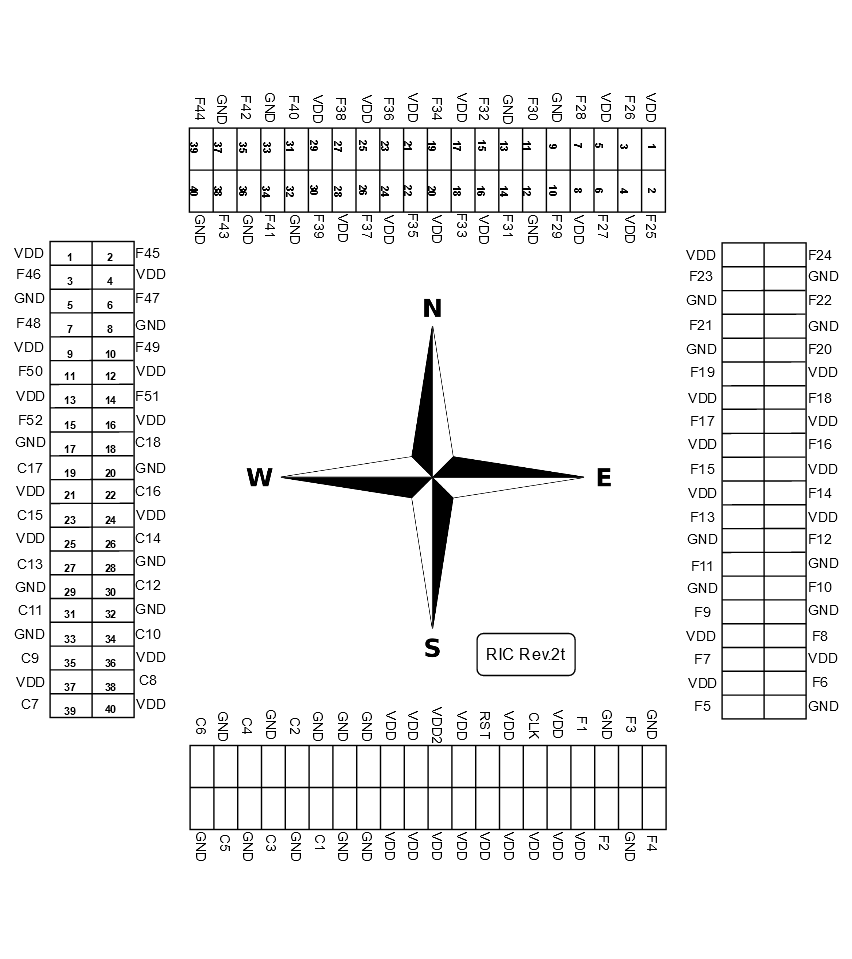 F44 GND F42 GND F40 VDD F38 VDD F36 VDD F34 VDD F32 GND F30 GND F28 VDD F26 VDD
39 37 35 33 31 29 27 25 23 21 19 17 15 13 11 9 7 5 3 1
40 38 36 34 32 30 28 26 24 22 20 18 16 14 12 10 8 6 4 2
GND F43 GND F41 GND F39 VDD F37 VDD F35 VDD F33 VDD F31 GND F29 VDD F27 VDD F25
VDD 1 2 F45
F46 3 4 VDD
GND 5 6 F47
F48 7 8 GND
VDD 9 10 F49
F50 11 12 VDD
VDD 13 14 F51
F52 15 16 VDD
GND 17 18 C18
C17 19 20 GND
VDD 21 22 C16
C15 23 24 VDD
VDD 25 26 C14
C13 27 28 GND
GND 29 30 C12
C11 31 32 GND
GND 33 34 C10
C9 35 36 VDD
VDD 37 38 C8
C7 39 40 VDD
N
W
E
S
RIC Rev.2t
VDD F24
F23 GND
GND F22
F21 GND
GND F20
F19 VDD
VDD F18
F17 VDD
VDD F16
F15 VDD
VDD F14
F13 VDD
GND F12
F11 GND
GND F10
F9 GND
VDD F8
F7 VDD
VDD F6
F5 GND
C6 GND C4 GND C2 GND GND GND VDD VDD VDD2 VDD RST VDD CLK VDD F1 GND F3 GND
GND C5 GND C3 GND C1 GND GND VDD VDD VDD VDD VDD VDD VDD VDD VDD F2 GND F4